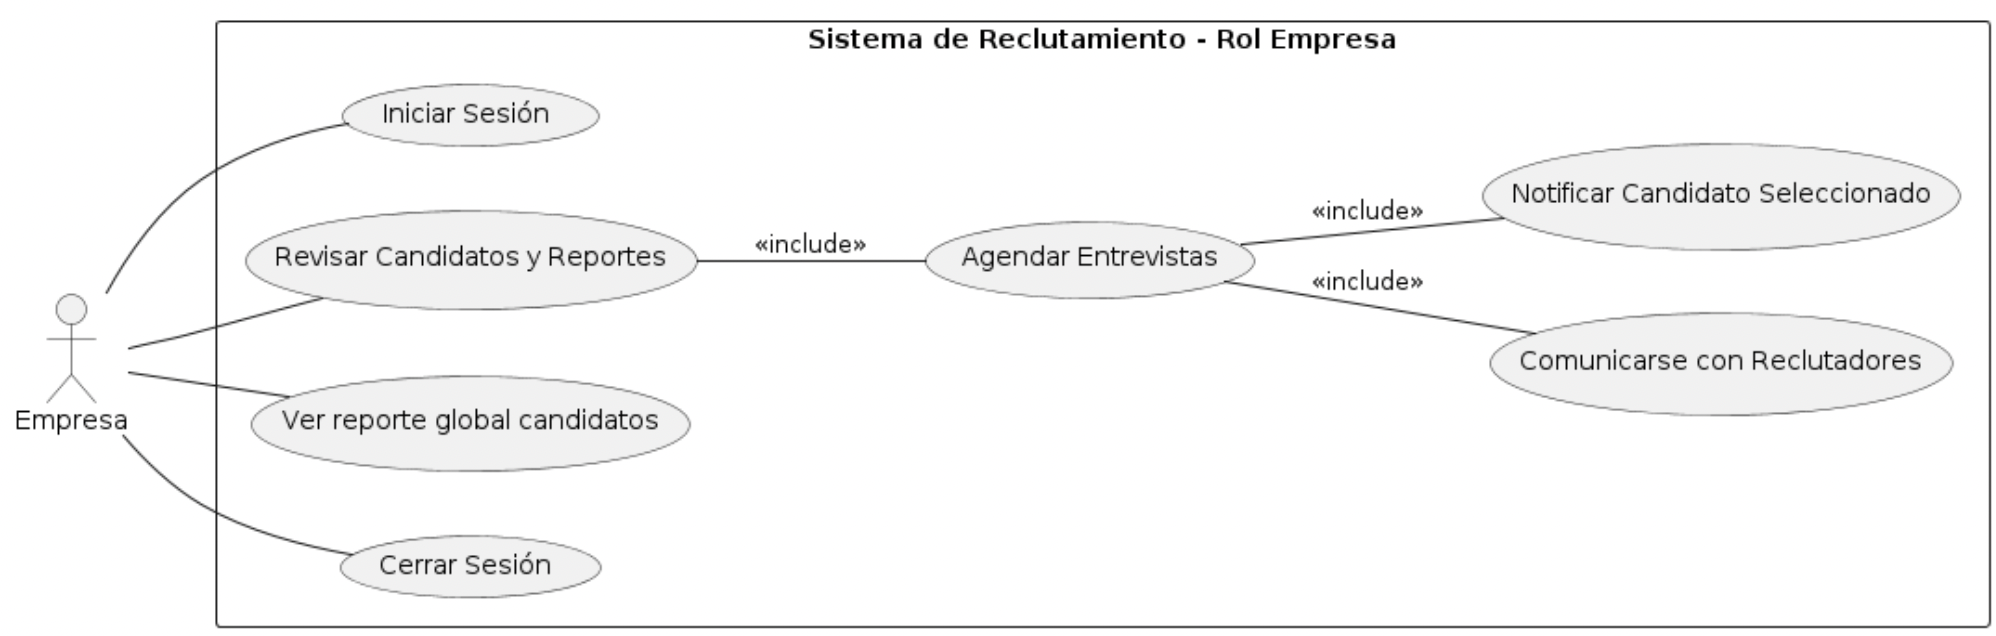 Sistema de Reclutamiento - Rol Empresa
Iniciar Sesión
Notificar Candidato Seleccionado
«include»
«include»
Revisar Candidatos y Reportes
Agendar Entrevistas
«include»
Comunicarse con Reclutadores
Empresa
Ver reporte global candidatos
Cerrar Sesión